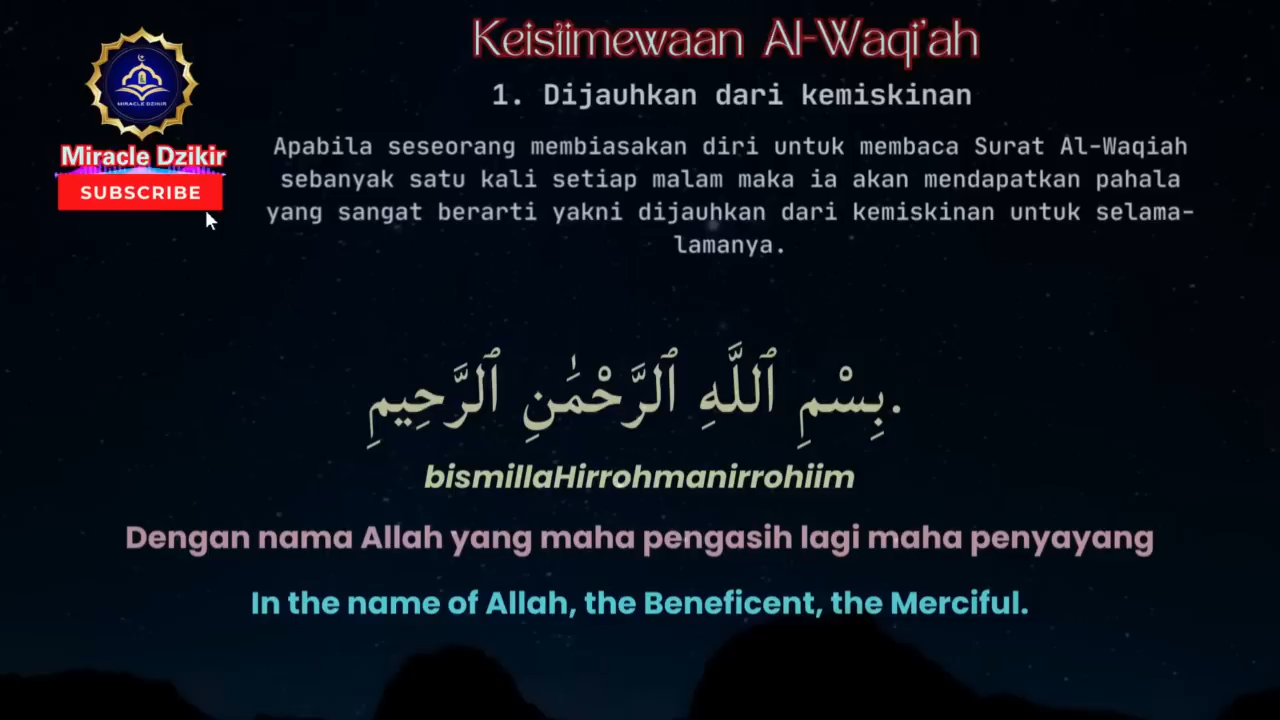 Keistimewaan Al-Waqi'ah
1. Dijauhkan dari kemiskinan
Apabila seseorang membiasakan diri untuk membaca Surat Al-Waqiah
sebanyak satu kali setiap malam maka ia akan mendapatkan pahala
yang sangat berarti yakni dijauhkan dari kemiskinan untuk selama-
lamanya.
MIRACLE DZIKIR
Miracle Dzikir
SUBSCRIBE
بِسْمِ ٱللَّهِ ٱلرَّحْمَٰنِ ٱلرَّحِيمِ.
bismillaHirrohmanirrohiim
Dengan nama Allah yang maha pengasih lagi maha penyayang
In the name of Allah, the Beneficent, the Merciful.